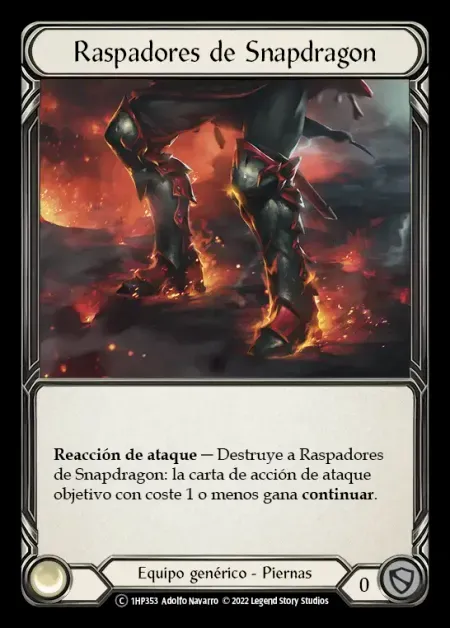 Raspadores de Snapdragon
Reacción de ataque — Destruye a Raspadores
de Snapdragon: la carta de acción de ataque
objetivo con coste 1 o menos gana continuar.
Equipo genérico - Piernas
0
C 1HP353 Adolfo Navarro © 2022 Legend Story Studios